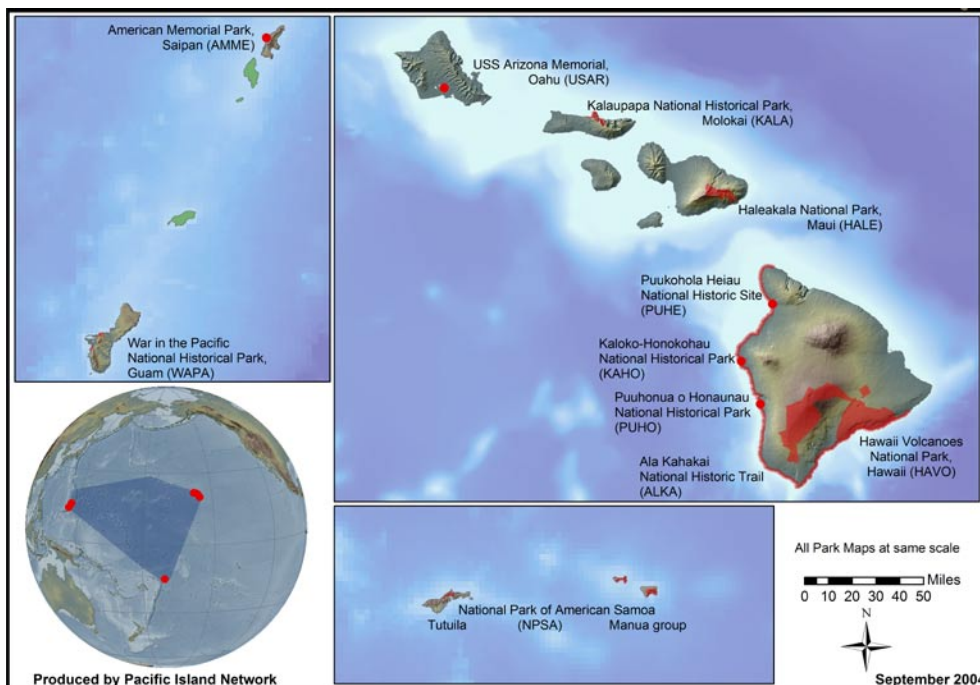 American Memorial Park,
Saipan (AMME)
War in the Pacific
National Historical Park,
Guam (WAPA)
USS Arizona Memorial,
Oahu (USAR)
Kalaupapa National Historical Park,
Molokai (KALA)
Haleakala National Park,
Maui (HALE)
Puukohola Heiau
National Historic Site
(PUHE)
Kaloko-Honokohau
National Historical Park
(KAHO)
Puuhonua o Honaunau
National Historical Park
(PUHO)
Ala Kahakai
National Historic Trail
(ALKA)
Hawaii Volcanoes
National Park,
Hawaii (HAVO)
National Park of American Samoa
Tutuila (NPSA) Manua group
All Park Maps at same scale
Miles
0 10 20 30 40 50
N
Produced by Pacific Island Network
September